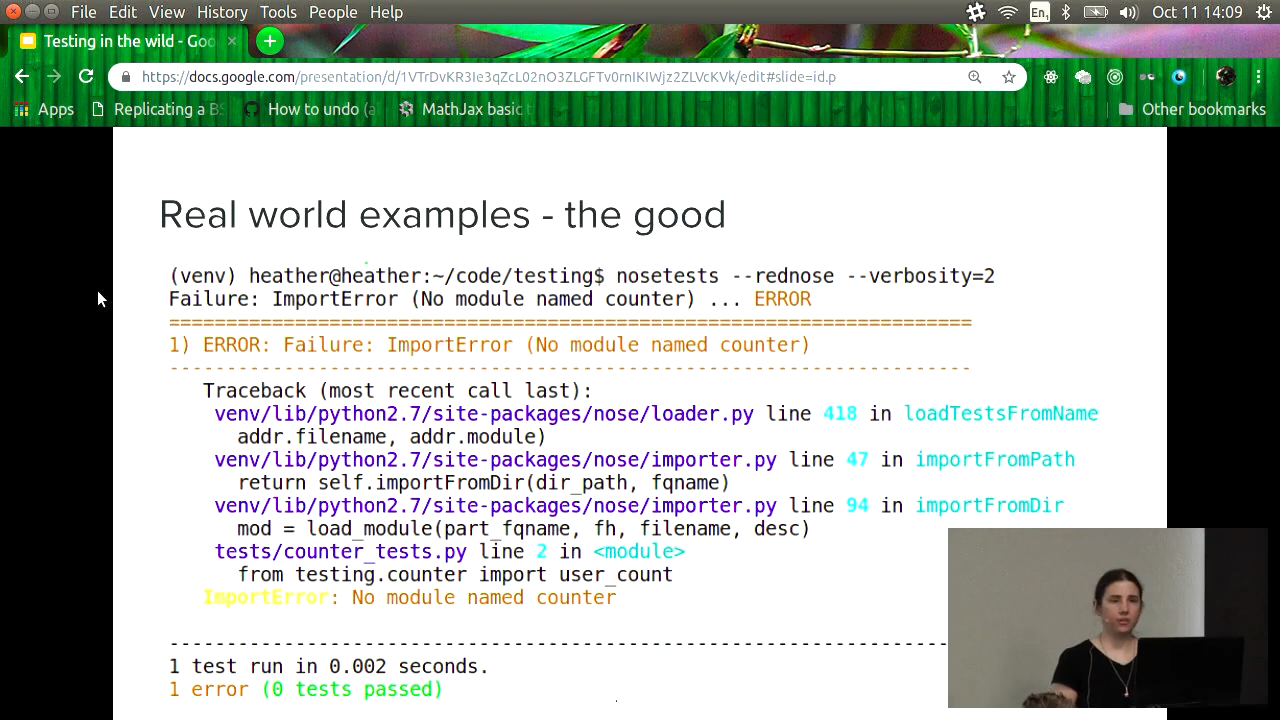 File Edit View History Tools People Help
En1 Oct 11 14:09
Testing in the wild - Goo
https://docs.google.com/presentation/d/1VTrDvKR3Ie3qZcL02nO3ZLGFTv0rnIKIWjz2ZLVcKVk/edit#slide=id.p
Apps Replicating a BS How to undo (a MathJax basic t Other bookmarks
Real world examples - the good
(venv) heather@heather:~/code/testing$ nosetests --rednose --verbosity=2
Failure: ImportError (No module named counter) ... ERROR
======================================================================
1) ERROR: Failure: ImportError (No module named counter)
----------------------------------------------------------------------
Traceback (most recent call last):
venv/lib/python2.7/site-packages/nose/loader.py line 418 in loadTestsFromName
addr.filename, addr.module)
venv/lib/python2.7/site-packages/nose/importer.py line 47 in importFromPath
return self.importFromDir(dir_path, fqname)
venv/lib/python2.7/site-packages/nose/importer.py line 94 in importFromDir
mod = load_module(part_fqname, fh, filename, desc)
tests/counter_tests.py line 2 in <module>
from testing.counter import user_count
ImportError: No module named counter
----------------------------------------------------------------------
1 test run in 0.002 seconds.
1 error (0 tests passed)